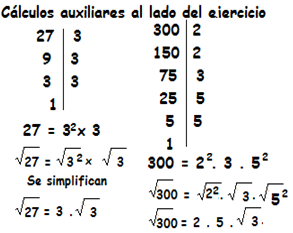 Cálculos auxiliares al lado del ejercicio
27 | 3
9 | 3
3 | 3
1 |
27 = 3²x 3
√27 = √3² x √3
Se simplifican
√27 = 3 . √3
300 | 2
150 | 2
75 | 3
25 | 5
5 | 5
1 |
300 = 2². 3 . 5²
√300 = √2². √3 . √5²
√300 = 2 . 5 . √3.